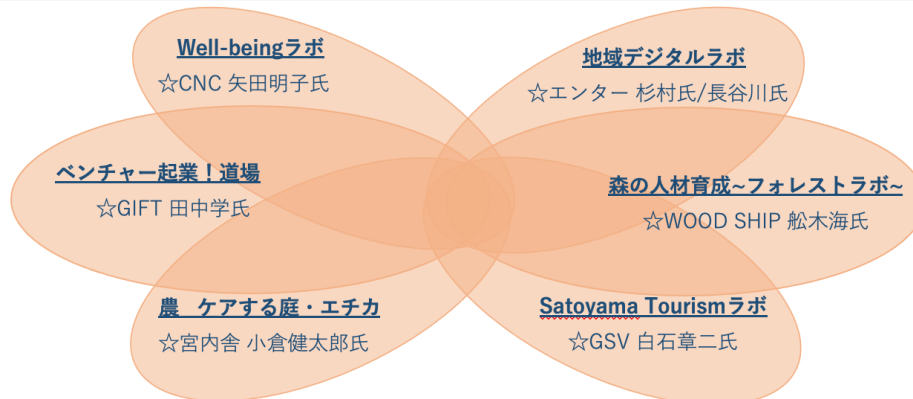 Well-beingラボ
☆CNC 矢田明子氏
地域デジタルラボ
☆エンター 杉村氏/長谷川氏
ベンチャー起業！道場
☆GIFT 田中学氏
森の人材育成~フォレストラボ~
☆WOOD SHIP 舩木海氏
農　ケアする庭・エチカ
☆宮内舎 小倉健太郎氏
Satoyama Tourismラボ
☆GSV 白石章二氏